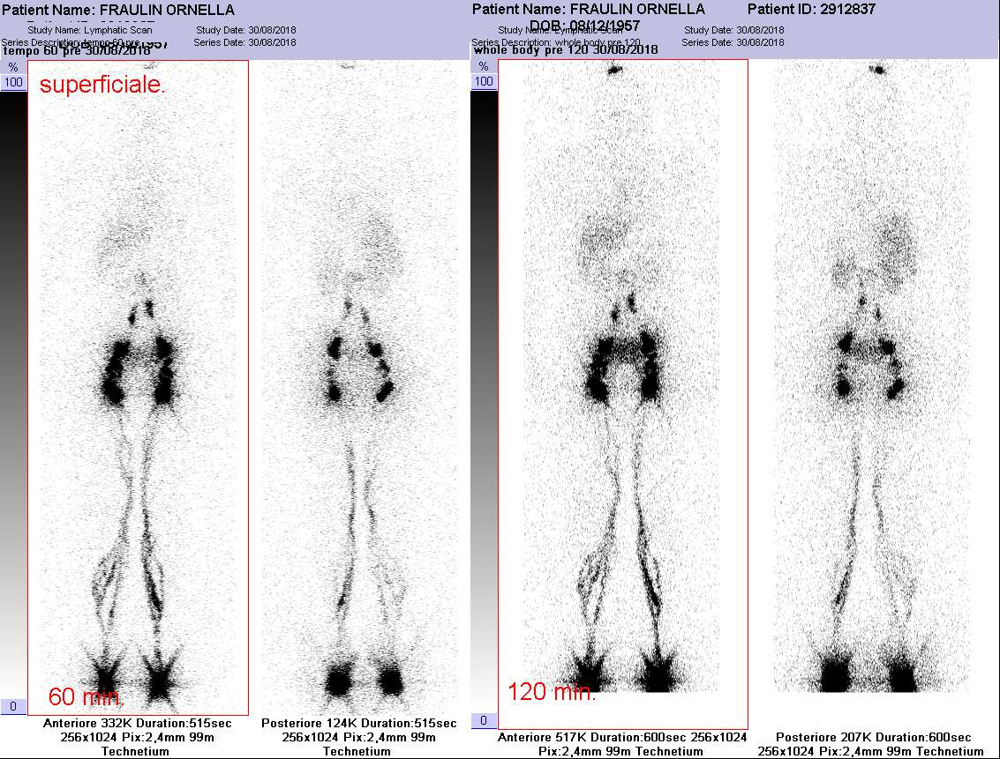 Patient Name: FRAULIN ORNELLA
Study Name: Lymphatic Scan Study Date: 30/08/2018
Series Description: tempo 60 pre Series Date: 30/08/2018
tempo 60 pre 30/08/2018
%
100
superficiale.
60 min.
0
Anteriore 332K Duration:515sec
256x1024 Pix:2,4mm 99m
Technetium
Posteriore 124K Duration:515sec
256x1024 Pix:2,4mm 99m
Technetium
Patient Name: FRAULIN ORNELLA Patient ID: 2912837
DOB: 08/12/1957
Study Name: Lymphatic Scan Study Date: 30/08/2018
Series Description: whole body pre 120 Series Date: 30/08/2018
whole body pre 120 30/08/2018
%
100
120 min.
0
Anteriore 517K Duration:600sec 256x1024
Pix:2,4mm 99m Technetium
Posteriore 207K Duration:600sec
256x1024 Pix:2,4mm 99m Technetium